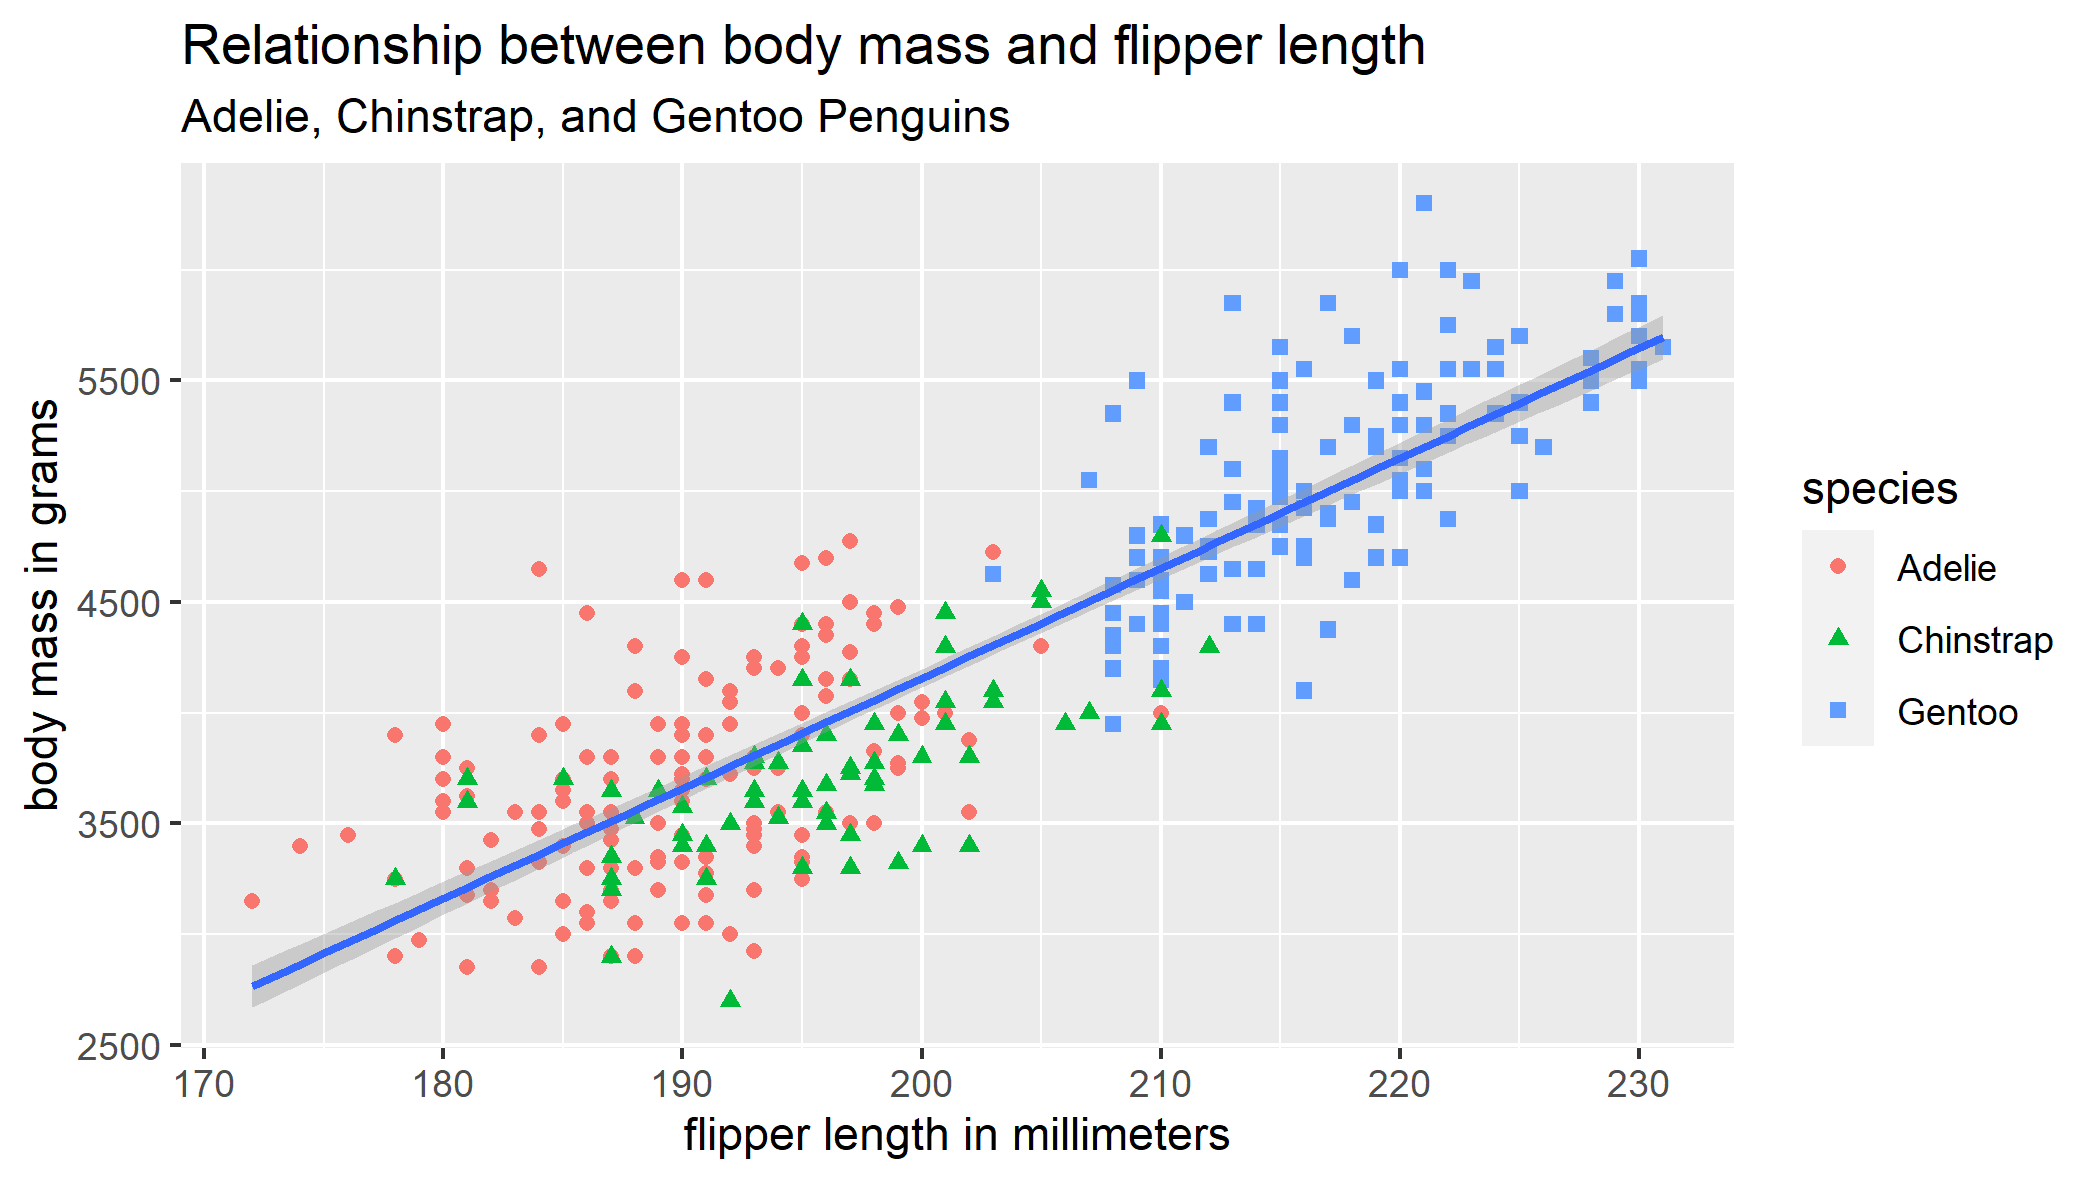 Relationship between body mass and flipper length
Adelie, Chinstrap, and Gentoo Penguins
body mass in grams
5500
4500
3500
2500
170 180 190 200 210 220 230
flipper length in millimeters
species
Adelie
Chinstrap
Gentoo